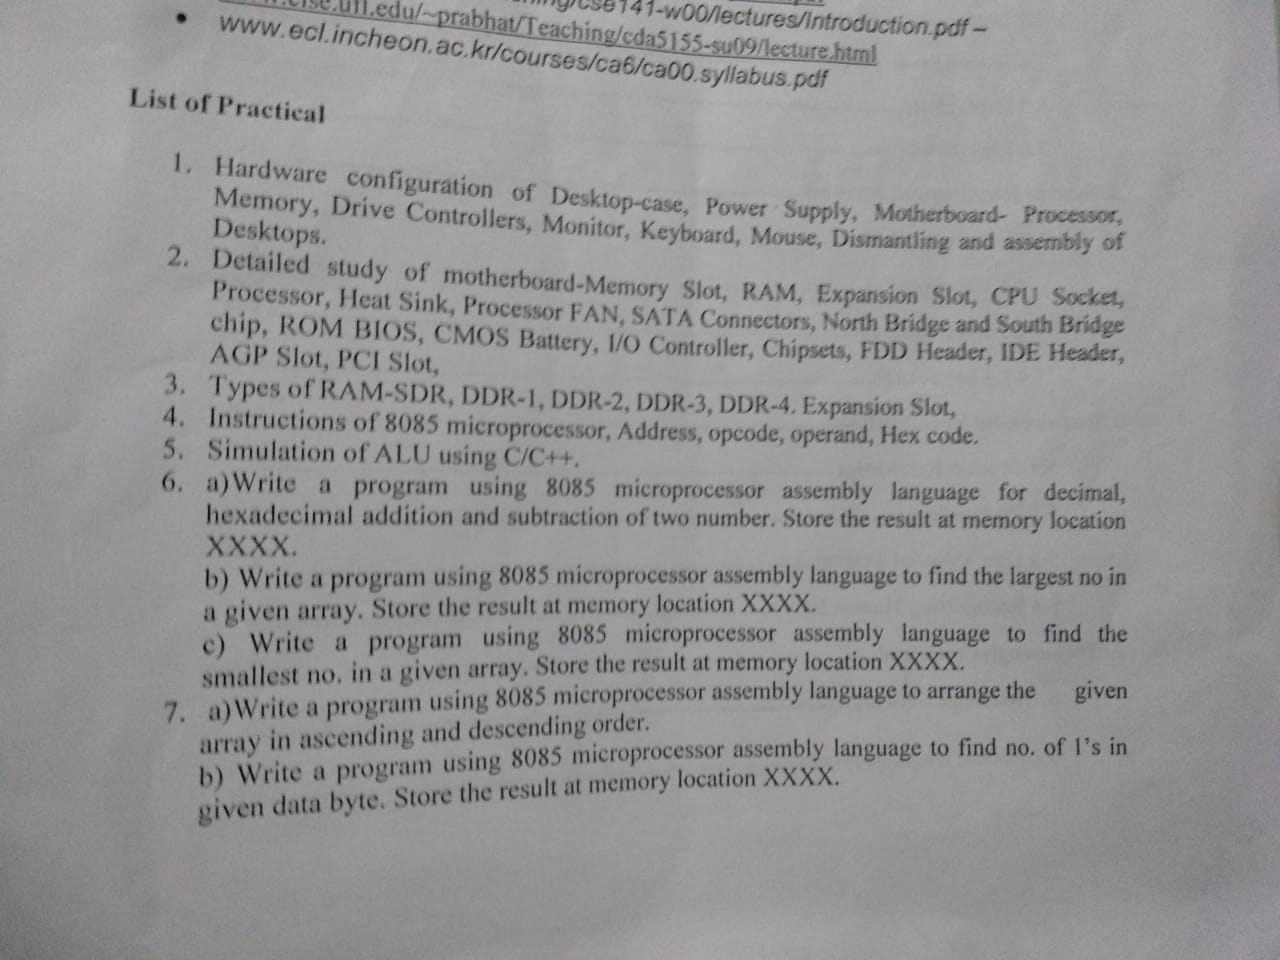 141-w00/lectures/Introduction.pdf –
.edu/~prabhat/Teaching/cda5155-su09/lecture.html
• www.ecl.incheon.ac.kr/courses/ca6/ca00.syllabus.pdf
List of Practical
1. Hardware configuration of Desktop-case, Power Supply, Motherboard- Processor,
Memory, Drive Controllers, Monitor, Keyboard, Mouse, Dismantling and assembly of
Desktops.
2. Detailed study of motherboard-Memory Slot, RAM, Expansion Slot, CPU Socket,
Processor, Heat Sink, Processor FAN, SATA Connectors, North Bridge and South Bridge
chip, ROM BIOS, CMOS Battery, I/O Controller, Chipsets, FDD Header, IDE Header,
AGP Slot, PCI Slot,
3. Types of RAM-SDR, DDR-1, DDR-2, DDR-3, DDR-4. Expansion Slot,
4. Instructions of 8085 microprocessor, Address, opcode, operand, Hex code.
5. Simulation of ALU using C/C++.
6. a)Write a program using 8085 microprocessor assembly language for decimal,
hexadecimal addition and subtraction of two number. Store the result at memory location
XXXX.
b) Write a program using 8085 microprocessor assembly language to find the largest no in
a given array. Store the result at memory location XXXX.
c) Write a program using 8085 microprocessor assembly language to find the
smallest no. in a given array. Store the result at memory location XXXX.
7. a)Write a program using 8085 microprocessor assembly language to arrange the given
array in ascending and descending order.
b) Write a program using 8085 microprocessor assembly language to find no. of 1's in
given data byte. Store the result at memory location XXXX.